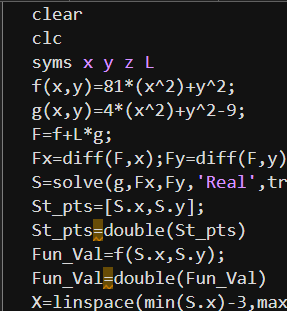 clear
clc
syms x y z L
f(x,y)=81*(x^2)+y^2;
g(x,y)=4*(x^2)+y^2-9;
F=f+L*g;
Fx=diff(F,x);Fy=diff(F,y)
S=solve(g,Fx,Fy,'Real',tr
St_pts=[S.x,S.y];
St_pts=double(St_pts)
Fun_Val=f(S.x,S.y);
Fun_Val=double(Fun_Val)
X=linspace(min(S.x)-3,max